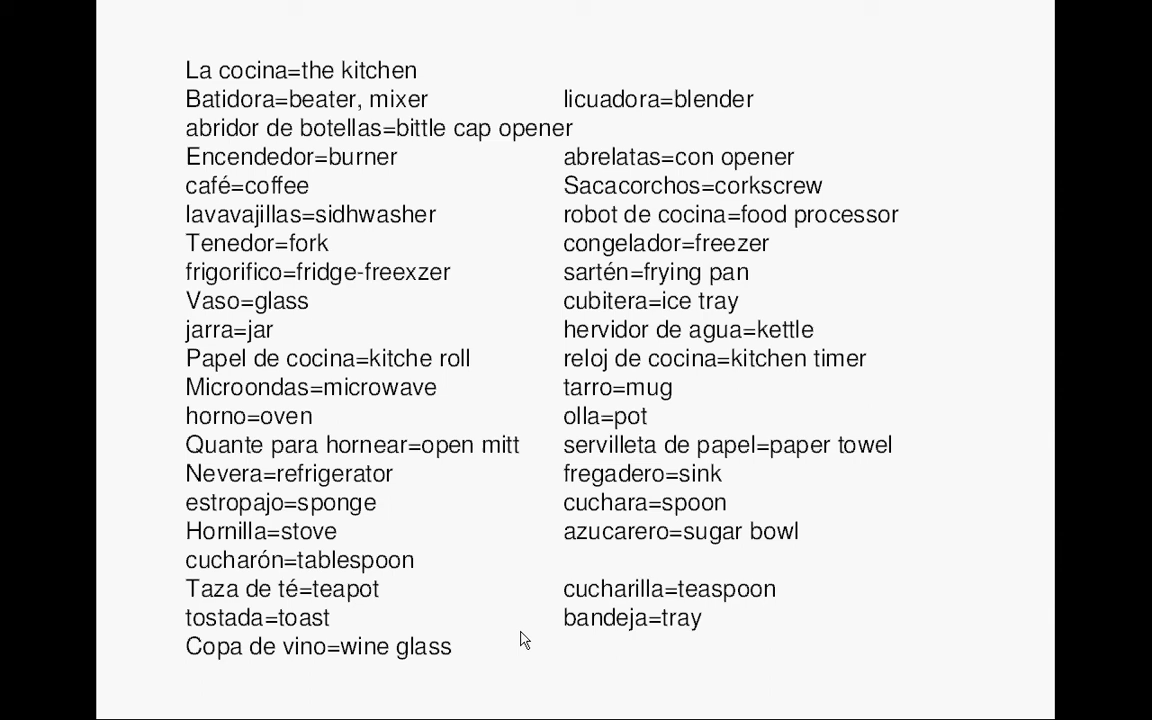 La cocina=the kitchen
Batidora=beater, mixer licuadora=blender
abridor de botellas=bittle cap opener
Encendedor=burner abrelatas=con opener
café=coffee Sacacorchos=corkscrew
lavavajillas=sidhwasher robot de cocina=food processor
Tenedor=fork congelador=freezer
frigorifico=fridge-freexzer sartén=frying pan
Vaso=glass cubitera=ice tray
jarra=jar hervidor de agua=kettle
Papel de cocina=kitche roll reloj de cocina=kitchen timer
Microondas=microwave tarro=mug
horno=oven olla=pot
Quante para hornear=open mitt servilleta de papel=paper towel
Nevera=refrigerator fregadero=sink
estropajo=sponge cuchara=spoon
Hornilla=stove azucarero=sugar bowl
cucharón=tablespoon
Taza de té=teapot cucharilla=teaspoon
tostada=toast bandeja=tray
Copa de vino=wine glass